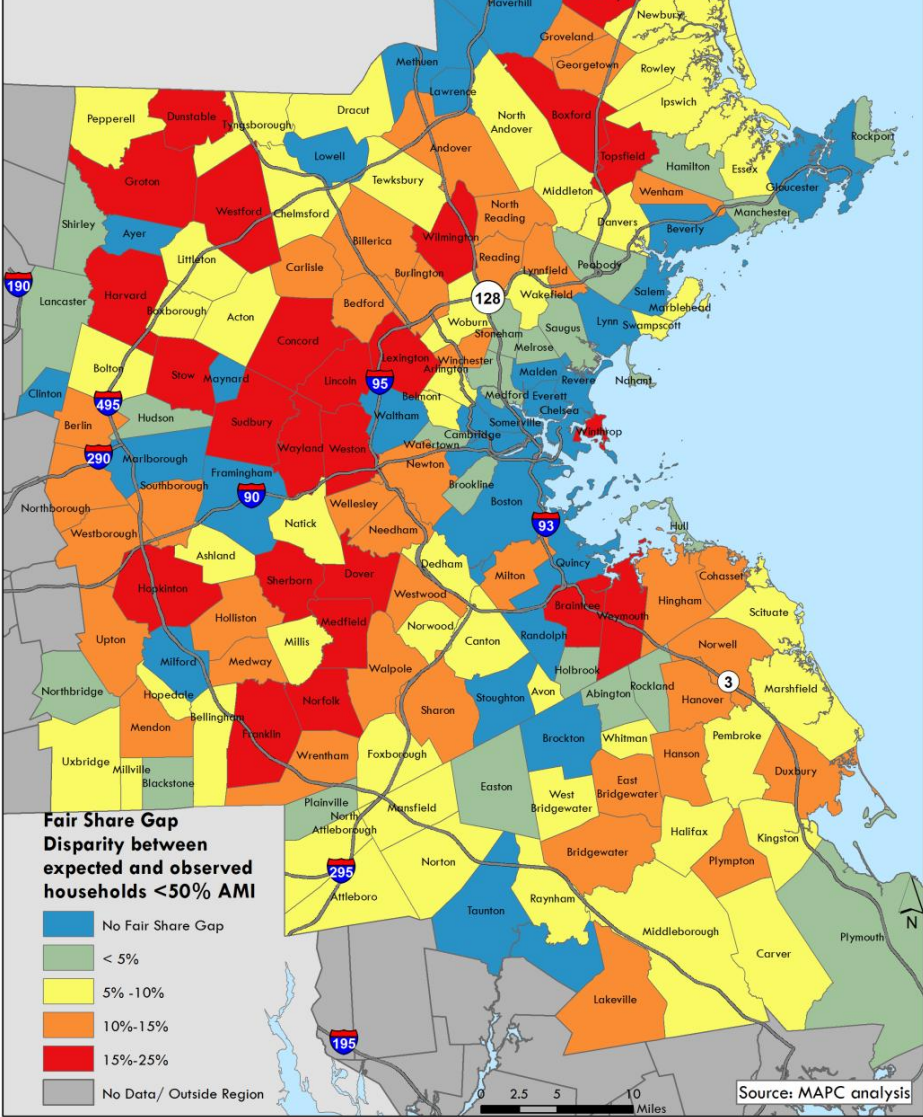 Haverhill
Newbury
Groveland
Georgetown
Rowley
Methuen
Lawrence
Ipswich
Pepperell
Dunstable
Tyngsborough
Dracut
North
Andover
Boxford
Rockport
Andover
Lowell
Topsfield
Hamilton
Essex
Gloucester
Groton
Tewksbury
Middleton
Wenham
Westford
Chelmsford
North
Reading
Manchester
Shirley
Ayer
Billerica
Wilmington
Danvers
Beverly
Littleton
Carlisle
Burlington
Reading
Lynnfield
Peabody
190
Lancaster
Harvard
Boxborough
Acton
Bedford
128
Wakefield
Salem
Marblehead
Woburn
Stoneham
Saugus
Lynn
Swampscott
Concord
Lexington
Winchester
Melrose
Bolton
Stow
Maynard
Lincoln
95
Arlington
Malden
Revere
Nahant
Clinton
495
Belmont
Medford
Everett
Hudson
Waltham
Somerville
Chelsea
Berlin
Sudbury
Wayland
Weston
Watertown
Cambridge
Winthrop
290
Marlborough
Framingham
Newton
Southborough
90
Brookline
Boston
Northborough
Wellesley
93
Westborough
Natick
Needham
Hull
Ashland
Dedham
Quincy
Hopkinton
Sherborn
Dover
Milton
Cohasset
Westwood
Braintree
Weymouth
Hingham
Scituate
Holliston
Medfield
Norwood
Canton
Randolph
Upton
Millis
Norwell
Milford
Medway
Walpole
Holbrook
3
Northbridge
Hopedale
Norfolk
Sharon
Stoughton
Avon
Abington
Rockland
Hanover
Marshfield
Mendon
Bellingham
Franklin
Whitman
Pembroke
Brockton
Wrentham
Foxborough
Hanson
Uxbridge
Millville
Blackstone
Easton
East
Bridgewater
Duxbury
Plainville
Mansfield
West
Bridgewater
North
Attleborough
Halifax
Kingston
Bridgewater
Plympton
Norton
295
Attleboro
Raynham
Taunton
Middleborough
Plymouth
Carver
Lakeville
N
Fair Share Gap
Disparity between
expected and observed
households <50% AMI
No Fair Share Gap
< 5%
5% -10%
10%-15%
15%-25%
No Data/ Outside Region
195
0 2.5 5 10
Miles
Source: MAPC analysis